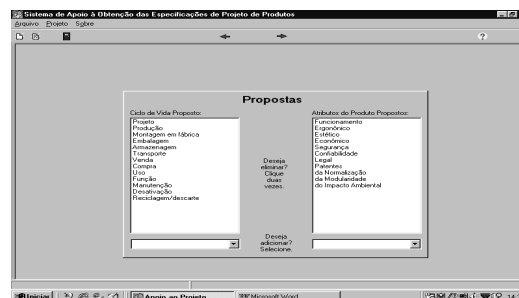 Sistema de Apoio à Obtenção das Especificações de Projeto de Produtos
Arquivo Projeto Sobre
?
Propostas
Ciclo de Vida Proposto:
Projeto
Produção
Montagem em fábrica
Embalagem
Armazenagem
Transporte
Venda
Compra
Uso
Função
Manutenção
Desativação
Reciclagem/descarte
Deseja
eliminar?
Clique
duas
vezes.
Atributos do Produto Propostos:
Funcionamento
Ergonômico
Estético
Econômico
Segurança
Confiabilidade
Legal
Patentes
da Normalização
da Modularidade
do Impacto Ambiental
Deseja
adicionar?
Selecione.
Iniciar
Apoio ao Projeto
Microsoft Word